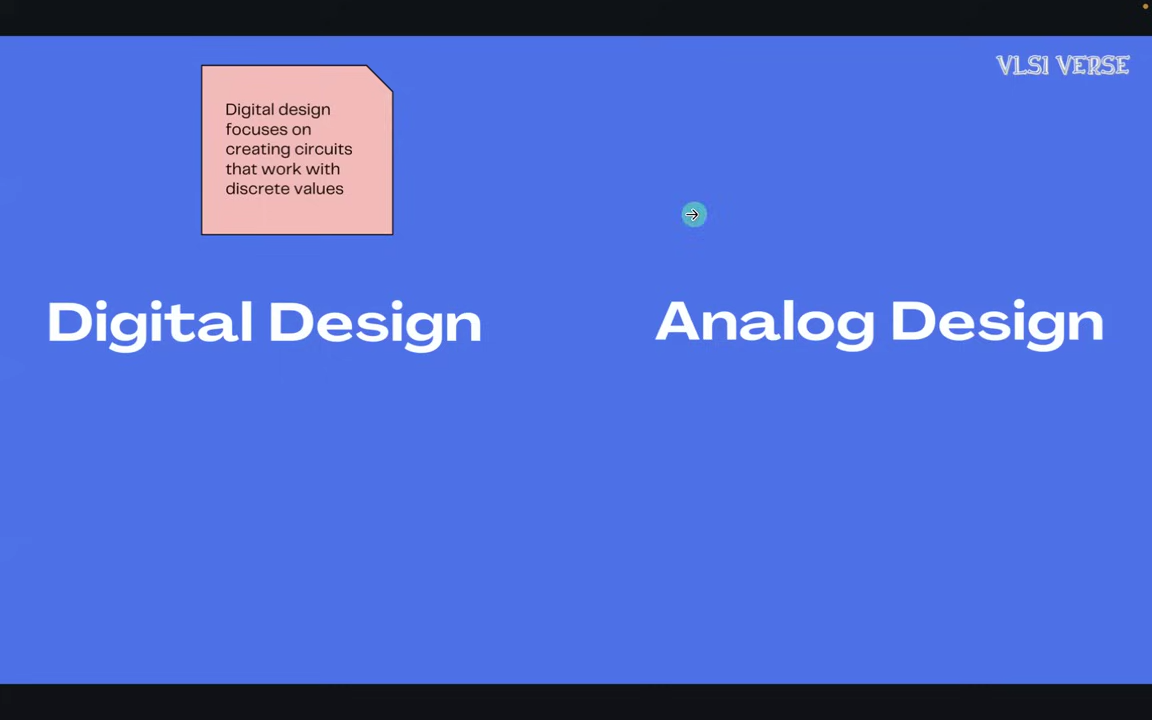 VLSI VERSE
Digital design
focuses on
creating circuits
that work with
discrete values
Digital Design
Analog Design